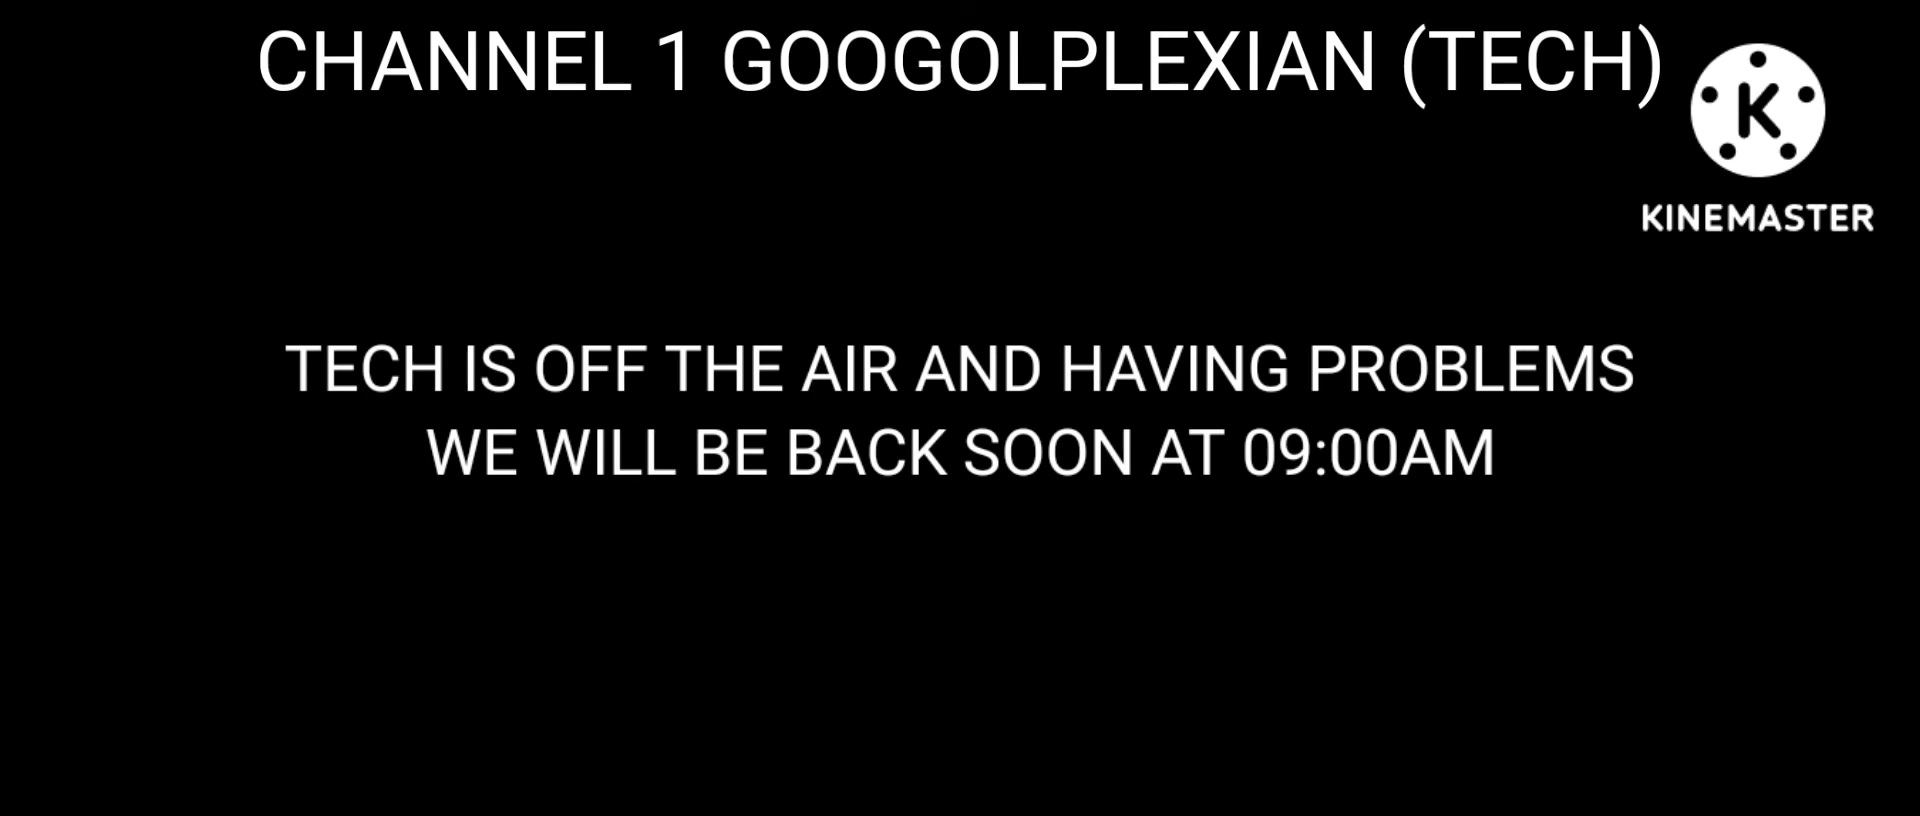 CHANNEL 1 GOOGOLPLEXIAN (TECH)
K
KINEMASTER
TECH IS OFF THE AIR AND HAVING PROBLEMS
WE WILL BE BACK SOON AT 09:00AM